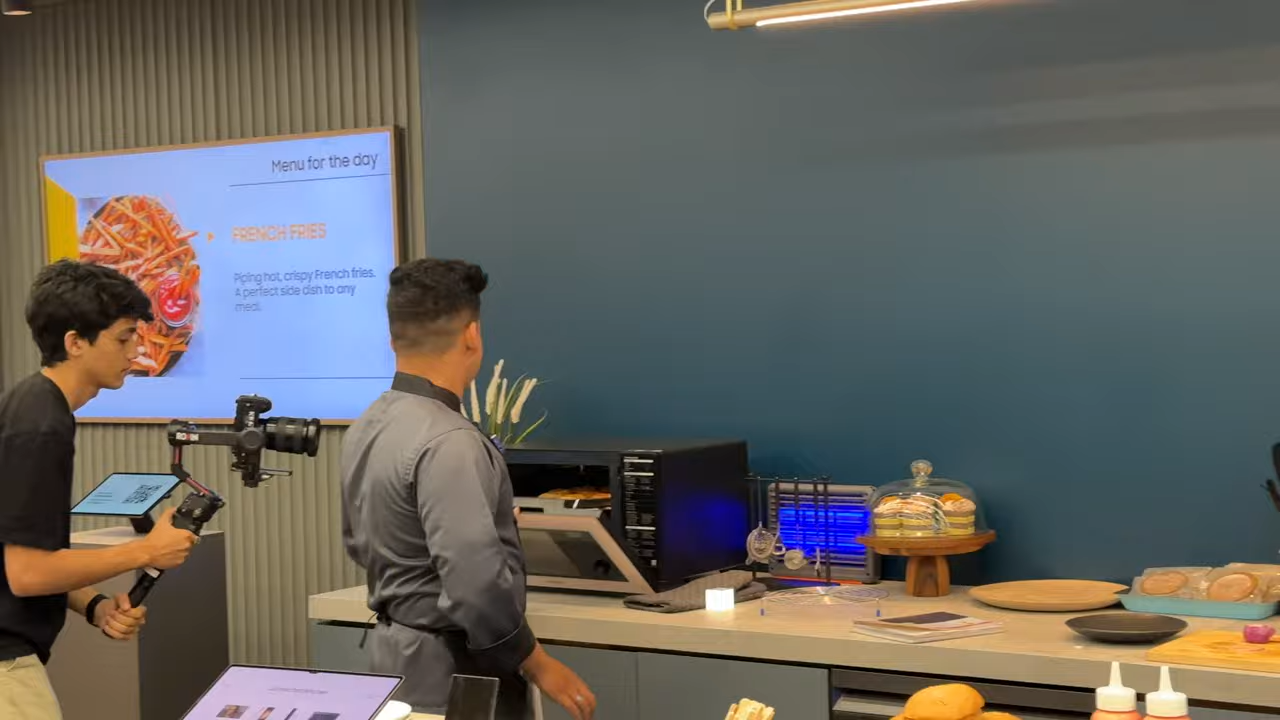 Menu for the day
FRENCH FRIES
Piping hot, crispy French fries.
A perfect side dish to any
meal.